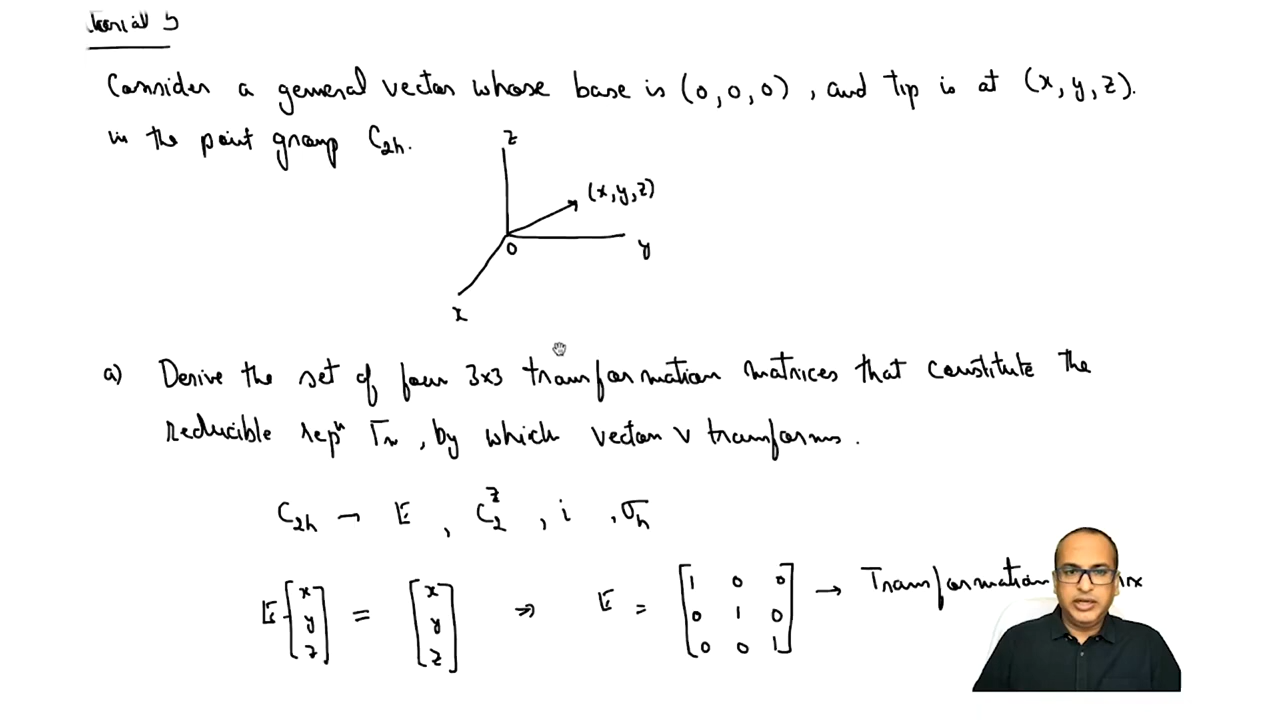 Consider a general vector whose base is (0,0,0), and tip is at (x,y,z).
in the point group C₂ₕ.
z
(x,y,z)
0
y
x
a) Derive the set of four 3x3 transformation matrices that constitute the
reducible repⁿ , by which vector v transforms.
C₂ₕ → E , C₂ᶻ , i , σₕ
E [x y z] = [x y z] ⇒ E = [1 0 0
0 1 0
0 0 1] → Transformation